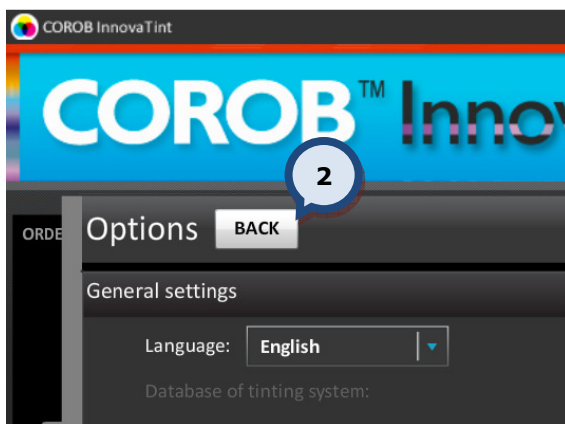 COROB InnovaTint
COROB™ Inno
2
ORDE
Options BACK
General settings
Language: English
Database of tinting system: